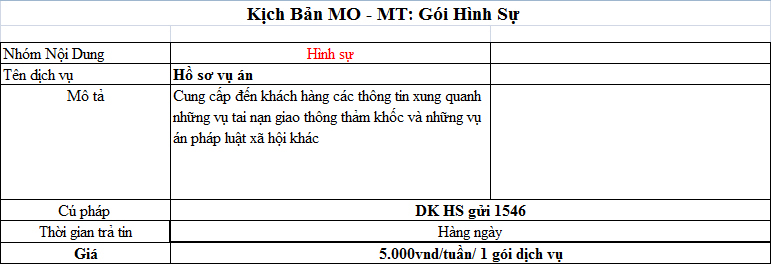 Kịch Bản MO - MT: Gói Hình Sự
Nhóm Nội Dung Hình sự
Tên dịch vụ Hồ sơ vụ án
Mô tả Cung cấp đến khách hàng các thông tin xung quanh
những vụ tai nạn giao thông thảm khốc và những vụ
án pháp luật xã hội khác
Cú pháp DK HS gửi 1546
Thời gian trả tin Hàng ngày
Giá 5.000vnd/tuần/ 1 gói dịch vụ